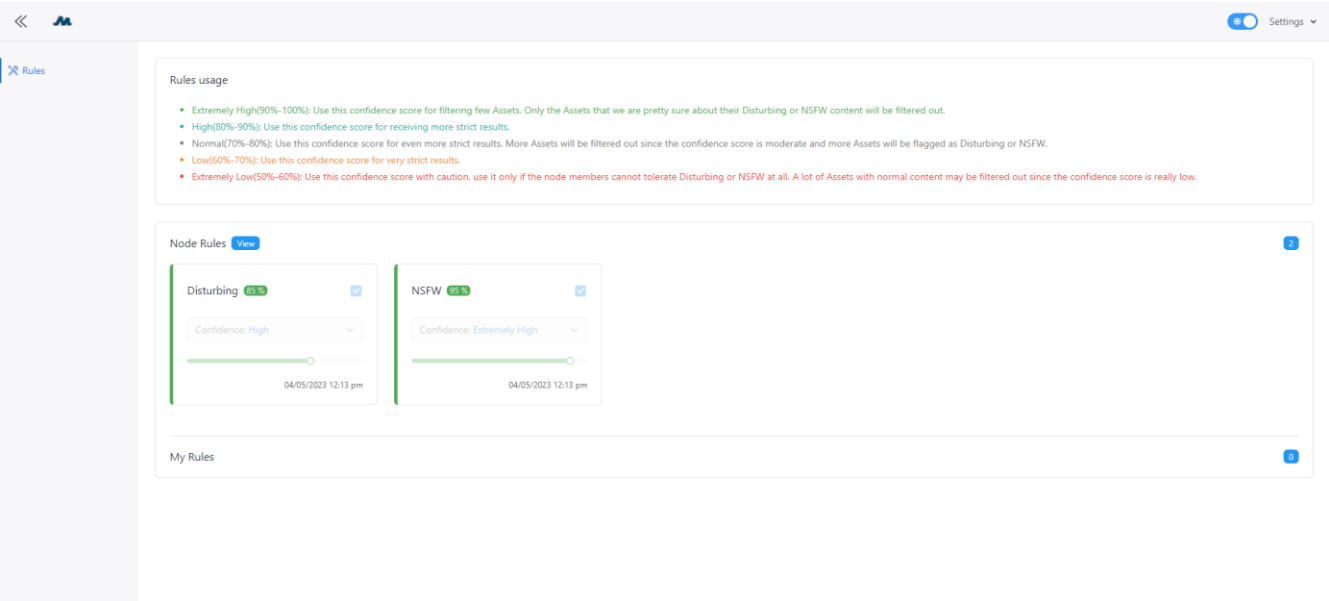 Settings
Rules
Rules usage
Extremely High(90%-100%): Use this confidence score for filtering few Assets. Only the Assets that we are pretty sure about their Disturbing or NSFW content will be filtered out.
High(80%-90%): Use this confidence score for receiving more strict results.
Normal(70%-80%): Use this confidence score for even more strict results. More Assets will be filtered out since the confidence score is moderate and more Assets will be flagged as Disturbing or NSFW.
Low(60%-70%): Use this confidence score for very strict results.
Extremely Low(50%-60%): Use this confidence score with caution, use it only if the node members cannot tolerate Disturbing or NSFW at all. A lot of Assets with normal content may be filtered out since the confidence score is really low.
Node Rules View 2
Disturbing 85 %
Confidence: High
04/05/2023 12:13 pm
NSFW 95 %
Confidence: Extremely High
04/05/2023 12:13 pm
My Rules 0